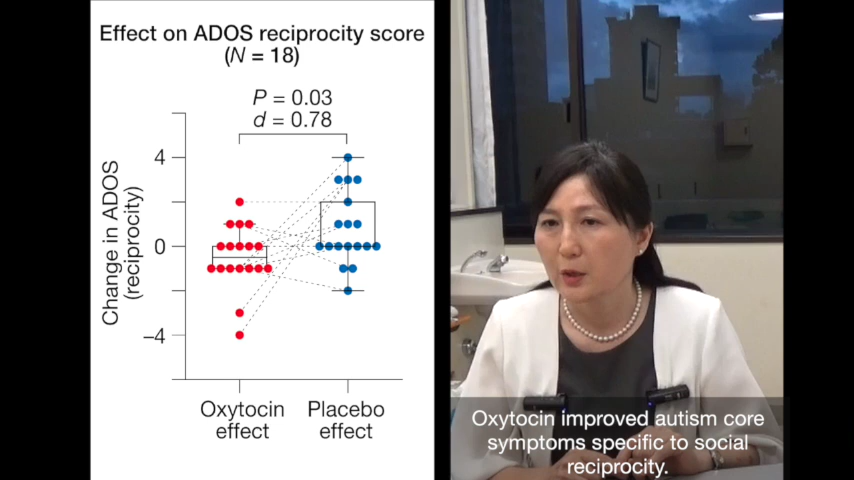 Effect on ADOS reciprocity score
(N = 18)
P = 0.03
d = 0.78
4
0
–4
Change in ADOS
(reciprocity)
Oxytocin
effect
Placebo
effect
Oxytocin improved autism core
symptoms specific to social
reciprocity.